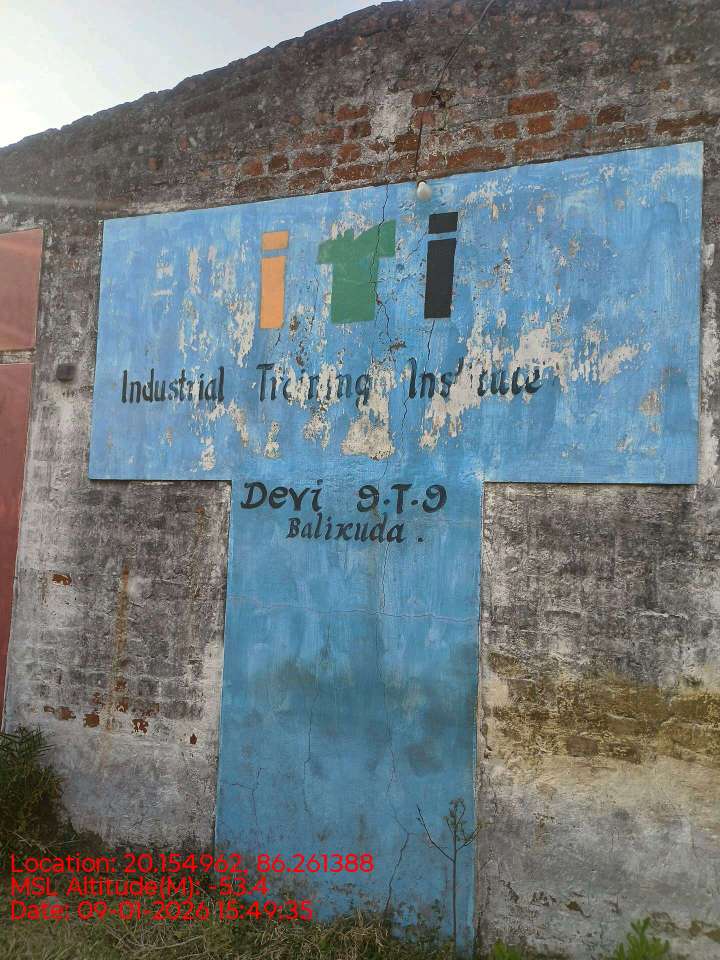 iTi
Industrial Training Institute
Devi I.T.I
Balikuda.
Location: 20.154962, 86.261388
MSL Altitude(M): -53.4
Date: 09-01-2026 15:49:35